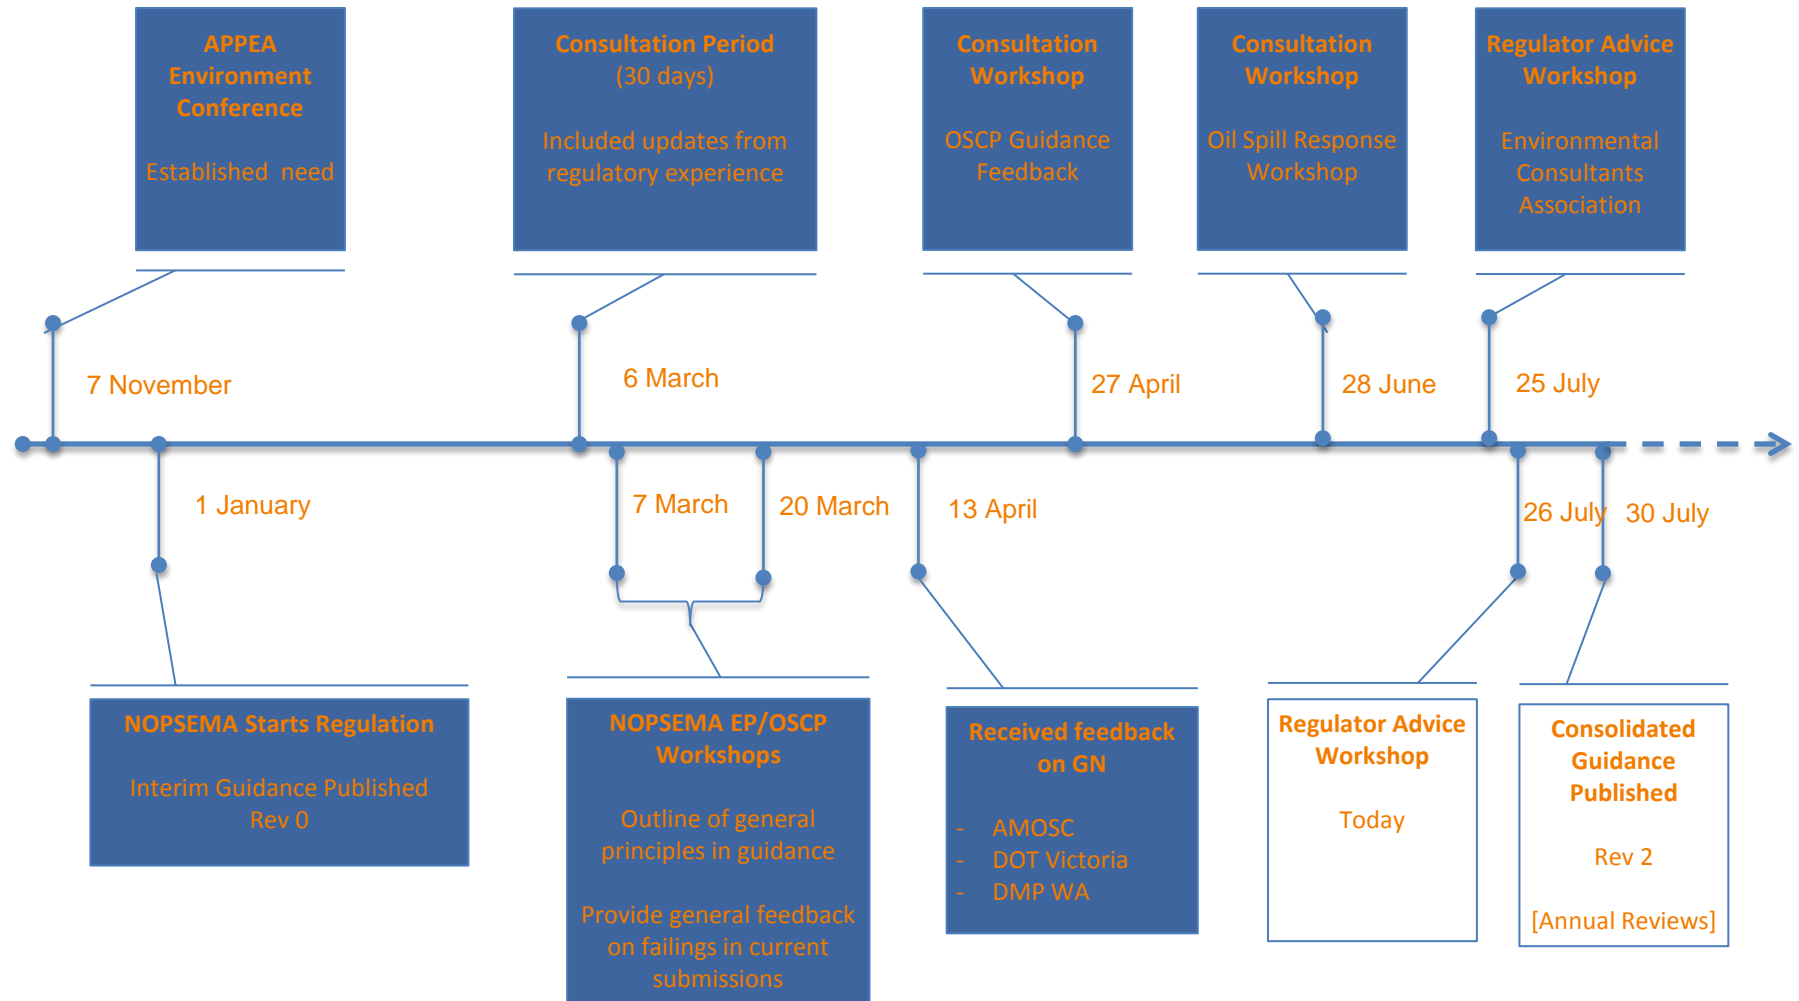 APPEA
Environment
Conference
Established need
Consultation Period
(30 days)
Included updates from
regulatory experience
Consultation
Workshop
OSCP Guidance
Feedback
Consultation
Workshop
Oil Spill Response
Workshop
Regulator Advice
Workshop
Environmental
Consultants
Association
7 November
6 March
27 April
28 June
25 July
1 January
7 March
20 March
13 April
26 July
30 July
NOPSEMA Starts Regulation
Interim Guidance Published
Rev 0
NOPSEMA EP/OSCP
Workshops
Outline of general
principles in guidance
Provide general feedback
on failings in current
submissions
Received feedback
on GN
- AMOSC
- DOT Victoria
- DMP WA
Regulator Advice
Workshop
Today
Consolidated
Guidance
Published
Rev 2
[Annual Reviews]